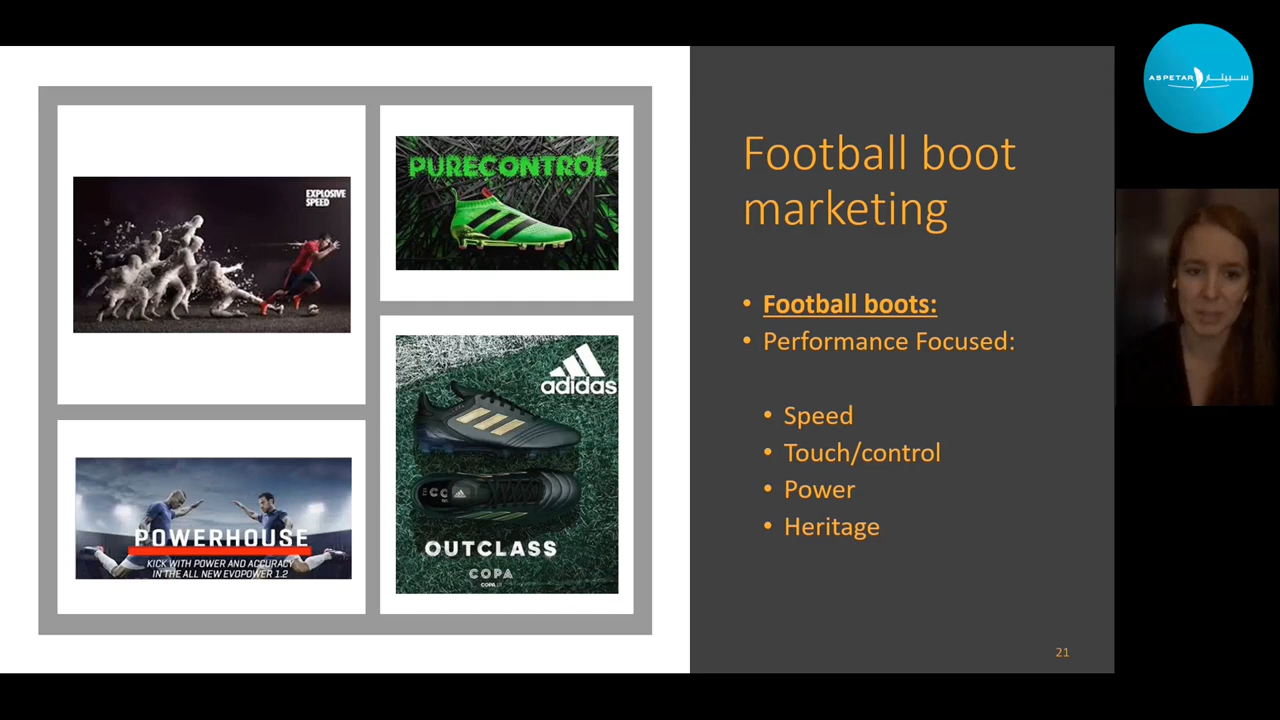 EXPLOSIVE
SPEED
PURECONTROL
POWERHOUSE
KICK WITH POWER AND ACCURACY
IN THE ALL NEW EVOPOWER 1.2
adidas
OUTCLASS
COPA
Football boot
marketing
• Football boots:
• Performance Focused:
• Speed
• Touch/control
• Power
• Heritage
21
ASPETAR سبيتار